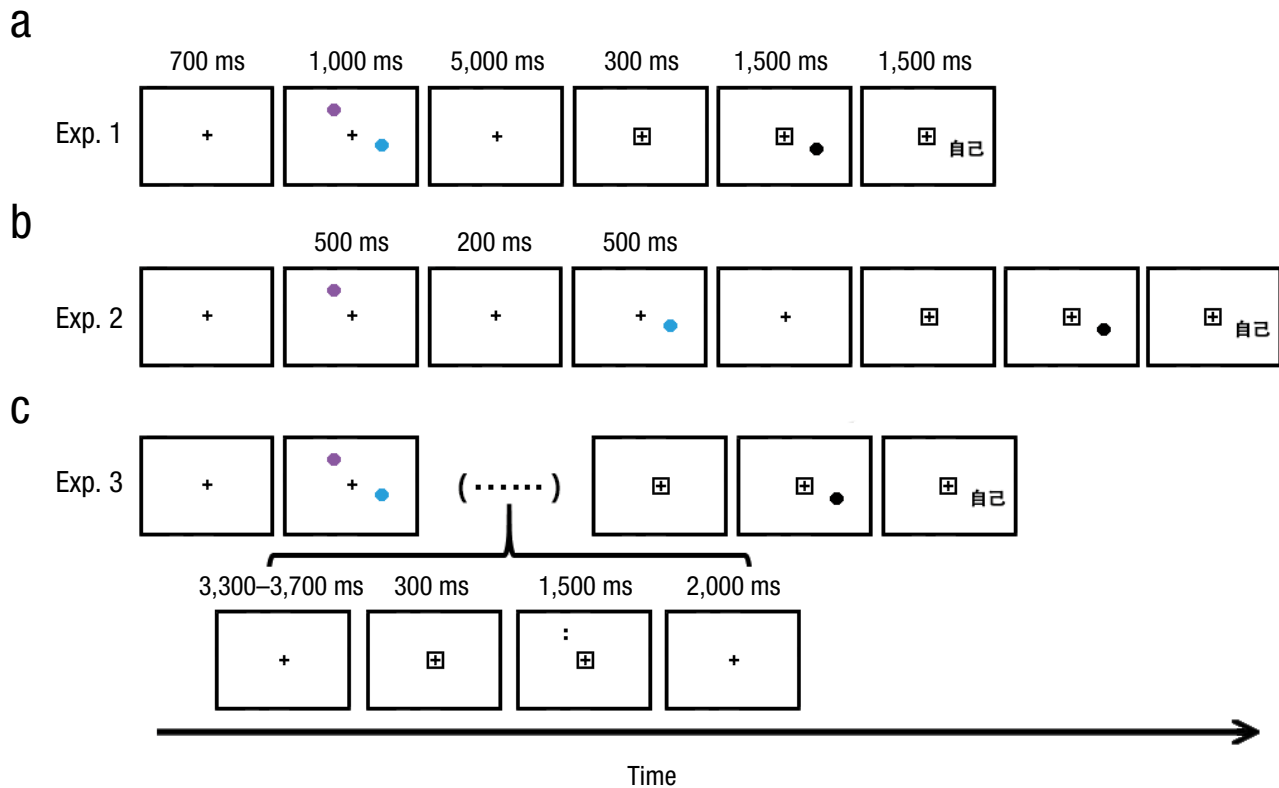 a
700 ms 1,000 ms 5,000 ms 300 ms 1,500 ms 1,500 ms
Exp. 1
自己
b
500 ms 200 ms 500 ms
Exp. 2
自己
c
Exp. 3
(······)
自己
3,300–3,700 ms 300 ms 1,500 ms 2,000 ms
:
Time